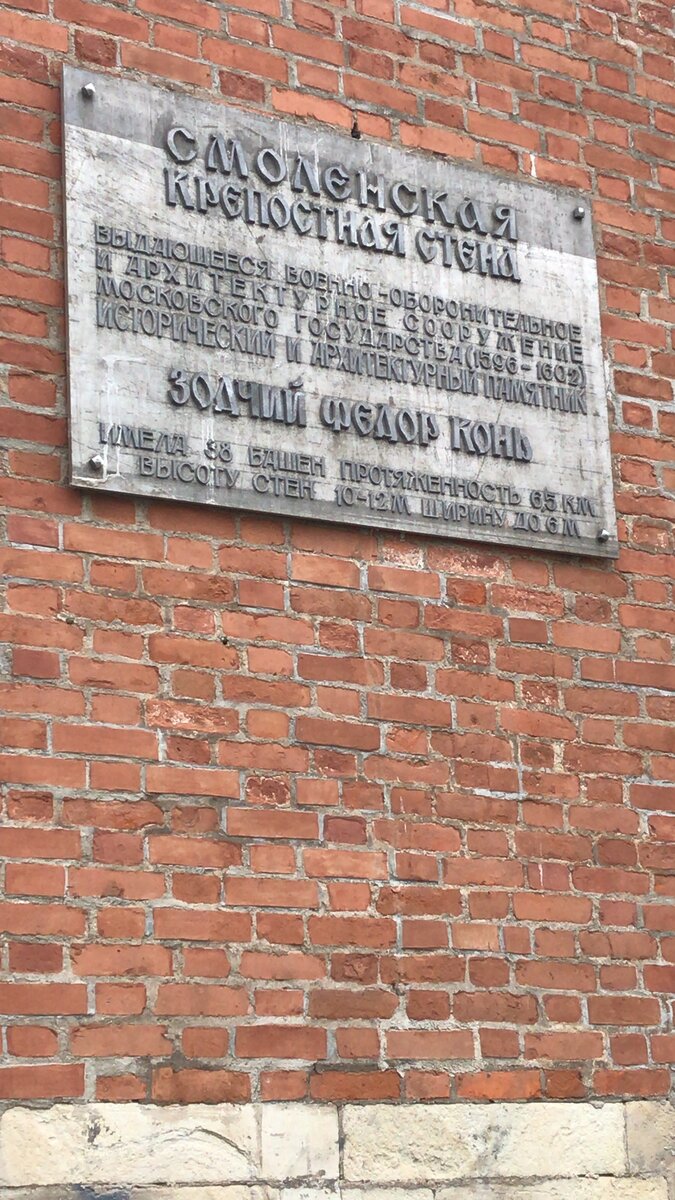 СМОЛЕНСКАЯ
КРЕПОСТНАЯ СТЕНА
ВЫДАЮЩЕЕСЯ ВОЕННО-ОБОРОНИТЕЛЬНОЕ
И АРХИТЕКТУРНОЕ СООРУЖЕНИЕ
МОСКОВСКОГО ГОСУДАРСТВА (1596-1602)
ИСТОРИЧЕСКИЙ И АРХИТЕКТУРНЫЙ ПАМЯТНИК
ЗОДЧИЙ ФЕДОР КОНЬ
ИМЕЛА 38 БАШЕН ПРОТЯЖЕННОСТЬ 6,5 КМ
ВЫСОТУ СТЕН 10-12 М ШИРИНУ ДО 6 М